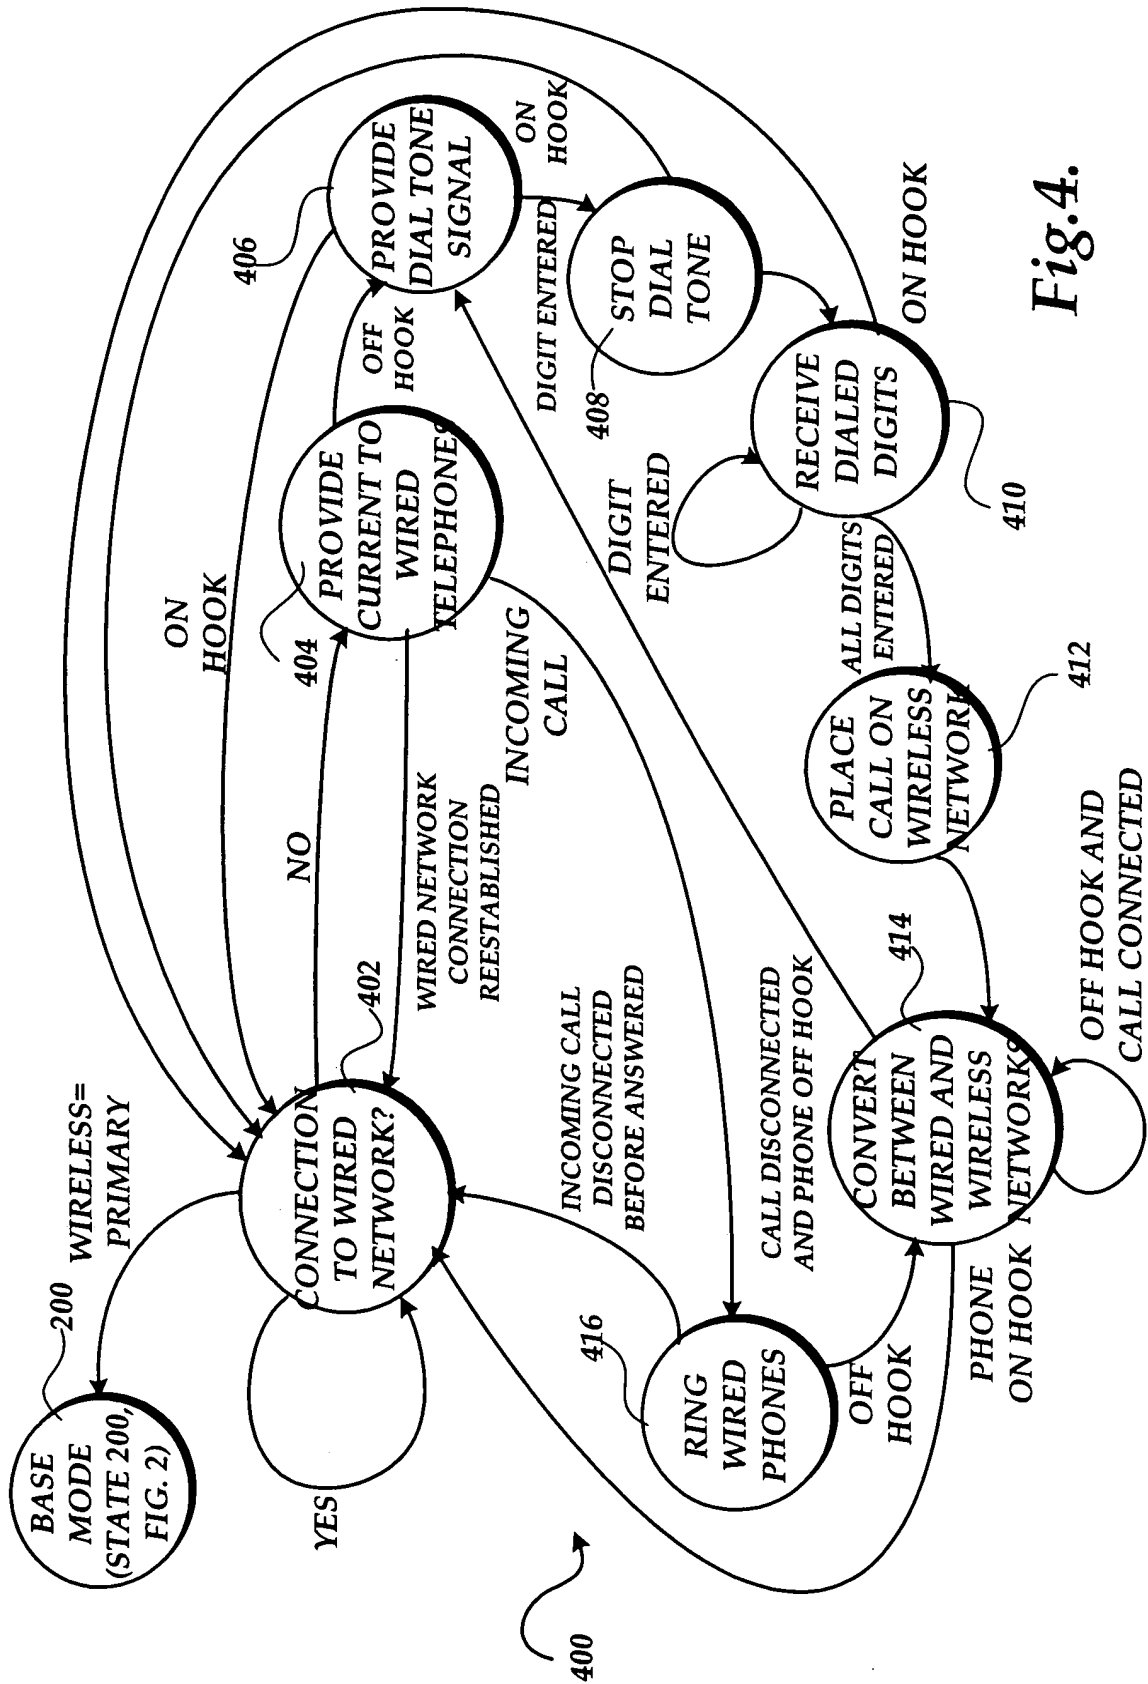 BASE
MODE
(STATE 200,
FIG. 2)
200
WIRELESS=
PRIMARY
YES
CONNECTION
TO WIRED
NETWORK?
402
NO
WIRED NETWORK
CONNECTION
REESTABLISHED
ON
HOOK
404
PROVIDE
CURRENT TO
WIRED
TELEPHONES
OFF
HOOK
406
PROVIDE
DIAL TONE
SIGNAL
ON
HOOK
DIGIT ENTERED
408
STOP
DIAL
TONE
INCOMING
CALL
DIGIT
ENTERED
RECEIVE
DIALED
DIGITS
410
ON HOOK
ALL DIGITS
ENTERED
PLACE
CALL ON
WIRELESS
NETWORK
412
INCOMING CALL
DISCONNECTED
BEFORE ANSWERED
CALL DISCONNECTED
AND PHONE OFF HOOK
414
CONVERT
BETWEEN
WIRED AND
WIRELESS
NETWORKS
OFF HOOK AND
CALL CONNECTED
416
RING
WIRED
PHONES
OFF
HOOK
PHONE
ON HOOK
400
Fig.4.